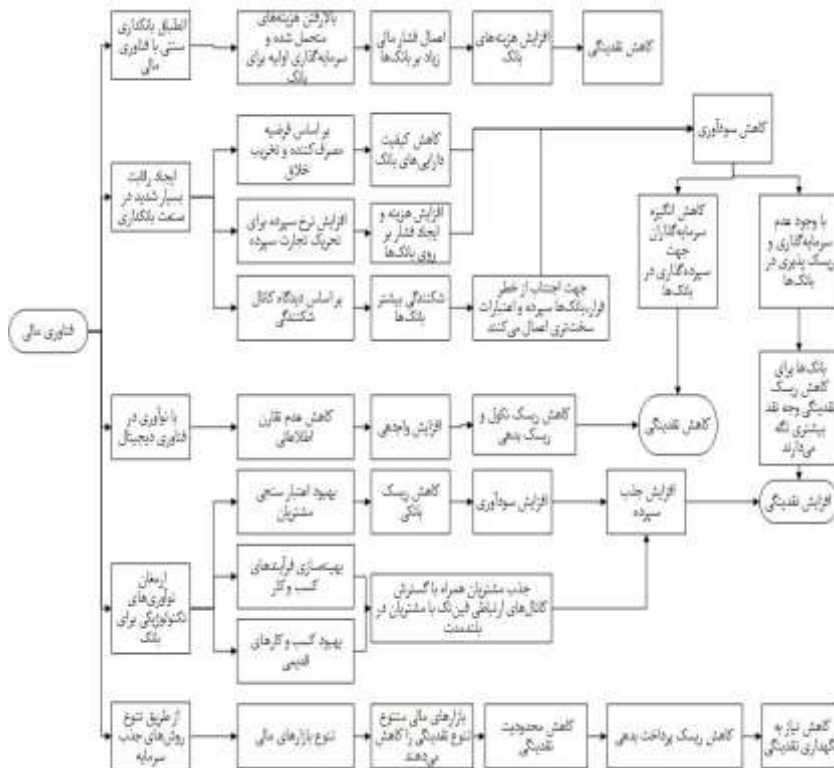 انطباق بانکداری
سنتی با فناوری
مالی
بالارفتن هزینه‌های
متحمل شده و
سرمایه‌گذاری اولیه برای
بانک
اعمال فشار مالی
زیاد بر بانک‌ها
افزایش هزینه‌های
بانک
کاهش نقدینگی
ایجاد رقابت
بسیار شدید در
صنعت بانکداری
بر اساس فرضیه
مصرف‌کننده و تخریب
خلاق
کاهش کیفیت
دارایی‌های بانک
کاهش سودآوری
افزایش نرخ سپرده برای
تحریک تجارت سپرده
افزایش هزینه و
ایجاد فشار بر
روی بانک‌ها
کاهش انگیزه
سرمایه‌گذاران
جهت
سپرده‌گذاری در
بانک‌ها
با وجود عدم
سرمایه‌گذاری و
ریسک پذیری در
بانک‌ها
بر اساس دیدگاه کانال
شکنندگی
شکنندگی بیشتر
بانک‌ها
جهت اجتناب از خطر
فرار،بانک‌ها سپرده و اعتبارات
سخت‌تری اعمال می‌کنند
فناوری مالی
بانک‌ها برای
کاهش ریسک
نقدینگی وجه نقد
بیشتری نگه
می‌دارند
با نوآوری در
فناوری دیجیتال
کاهش عدم تقارن
اطلاعاتی
افزایش وام‌دهی
کاهش ریسک نکول و
ریسک بدهی
کاهش نقدینگی
ارمغان
نوآوری‌های
تکنولوژیکی برای
بانک
بهبود اعتبار سنجی
مشتریان
کاهش ریسک
بانکی
افزایش سودآوری
افزایش جذب
سپرده
افزایش نقدینگی
بهینه‌سازی فرآیندهای
کسب و کار
بهبود کسب و کارهای
قدیمی
جذب مشتریان همراه با گسترش
کانال‌های ارتباطی فین‌تک با مشتریان در
بلندمدت
از طریق تنوع
روش‌های جذب
سرمایه
تنوع بازارهای مالی
بازارهای مالی متنوع
تنوع نقدینگی را کاهش
می‌دهند
کاهش محدودیت
نقدینگی
کاهش ریسک پرداخت بدهی
کاهش نیاز به
نگهداری نقدینگی